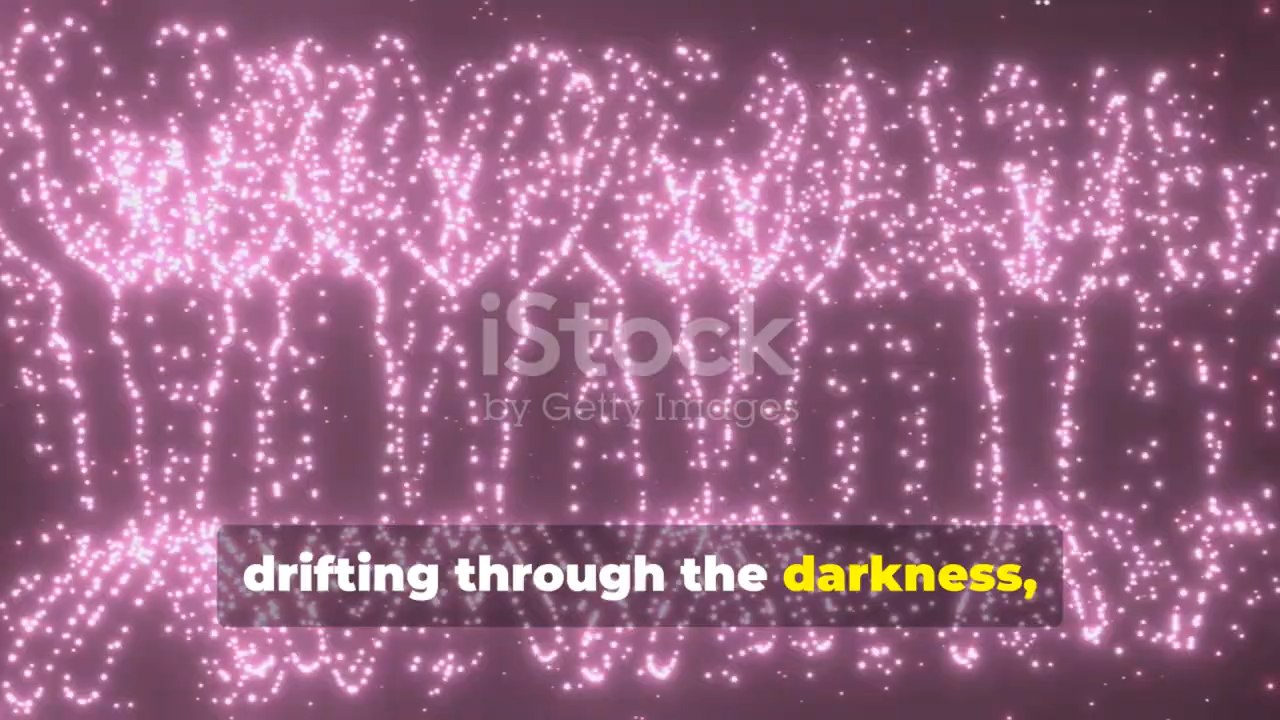 iStock
by Getty Images
drifting through the darkness,